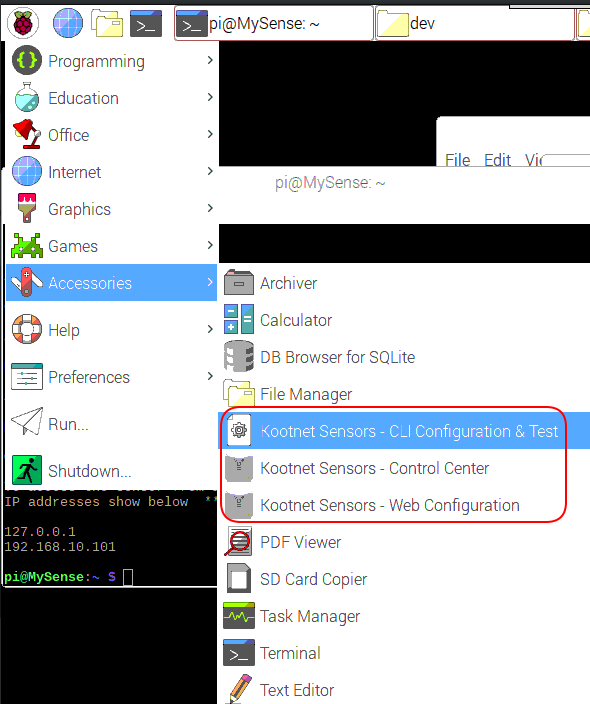 pi@MySense: ~
dev
Programming
Education
Office
Internet
Graphics
Games
Accessories
Help
Preferences
Run...
Shutdown...
File Edit
pi@MySense: ~
Archiver
Calculator
DB Browser for SQLite
File Manager
Kootnet Sensors - CLI Configuration & Test
Kootnet Sensors - Control Center
Kootnet Sensors - Web Configuration
PDF Viewer
SD Card Copier
Task Manager
Terminal
Text Editor
IP addresses show below **
127.0.0.1
192.168.10.101
pi@MySense:~ $